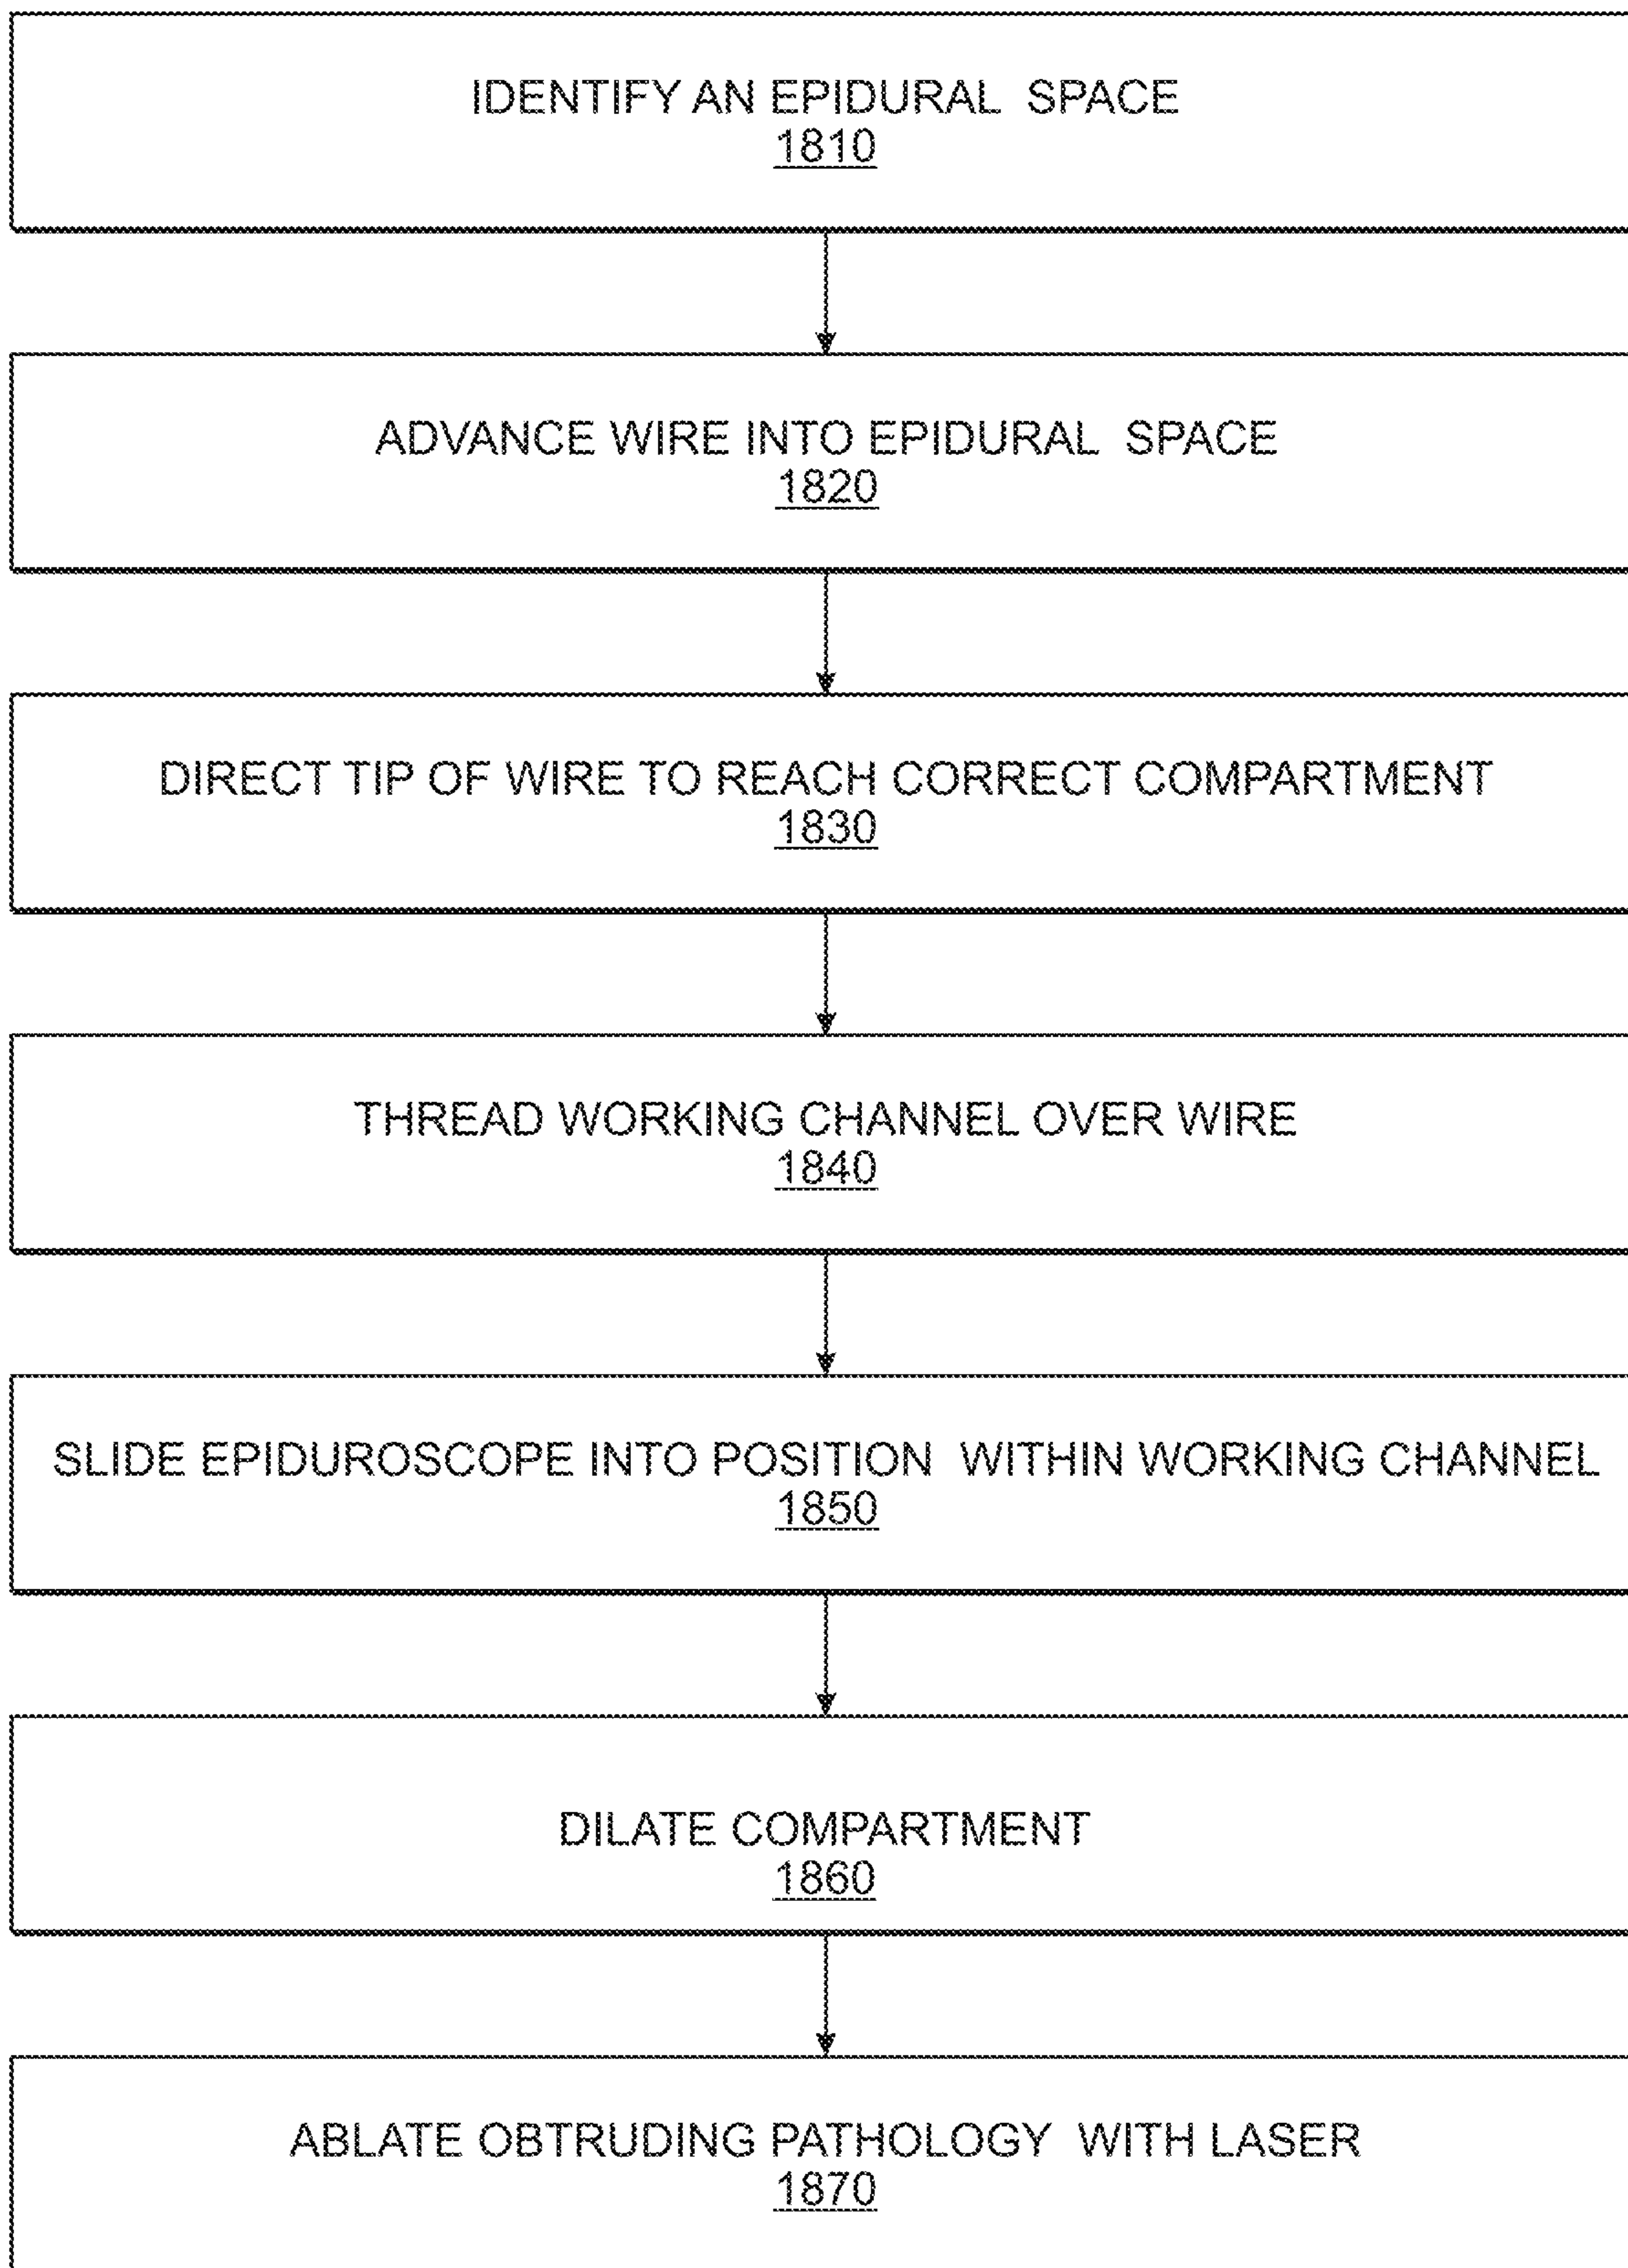 IDENTIFY AN EPIDURAL SPACE
1810
ADVANCE WIRE INTO EPIDURAL SPACE
1820
DIRECT TIP OF WIRE TO REACH CORRECT COMPARTMENT
1830
THREAD WORKING CHANNEL OVER WIRE
1840
SLIDE EPIDUROSCOPE INTO POSITION WITHIN WORKING CHANNEL
1850
DILATE COMPARTMENT
1860
ABLATE OBTRUDING PATHOLOGY WITH LASER
1870